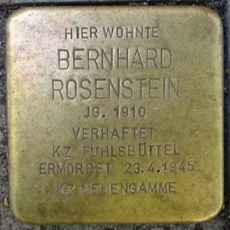 HIER WOHNTE
BERNHARD
ROSENSTEIN
JG. 1910
VERHAFTET
KZ FUHLSBÜTTEL
ERMORDET 23.4.1945
KZ NEUENGAMME